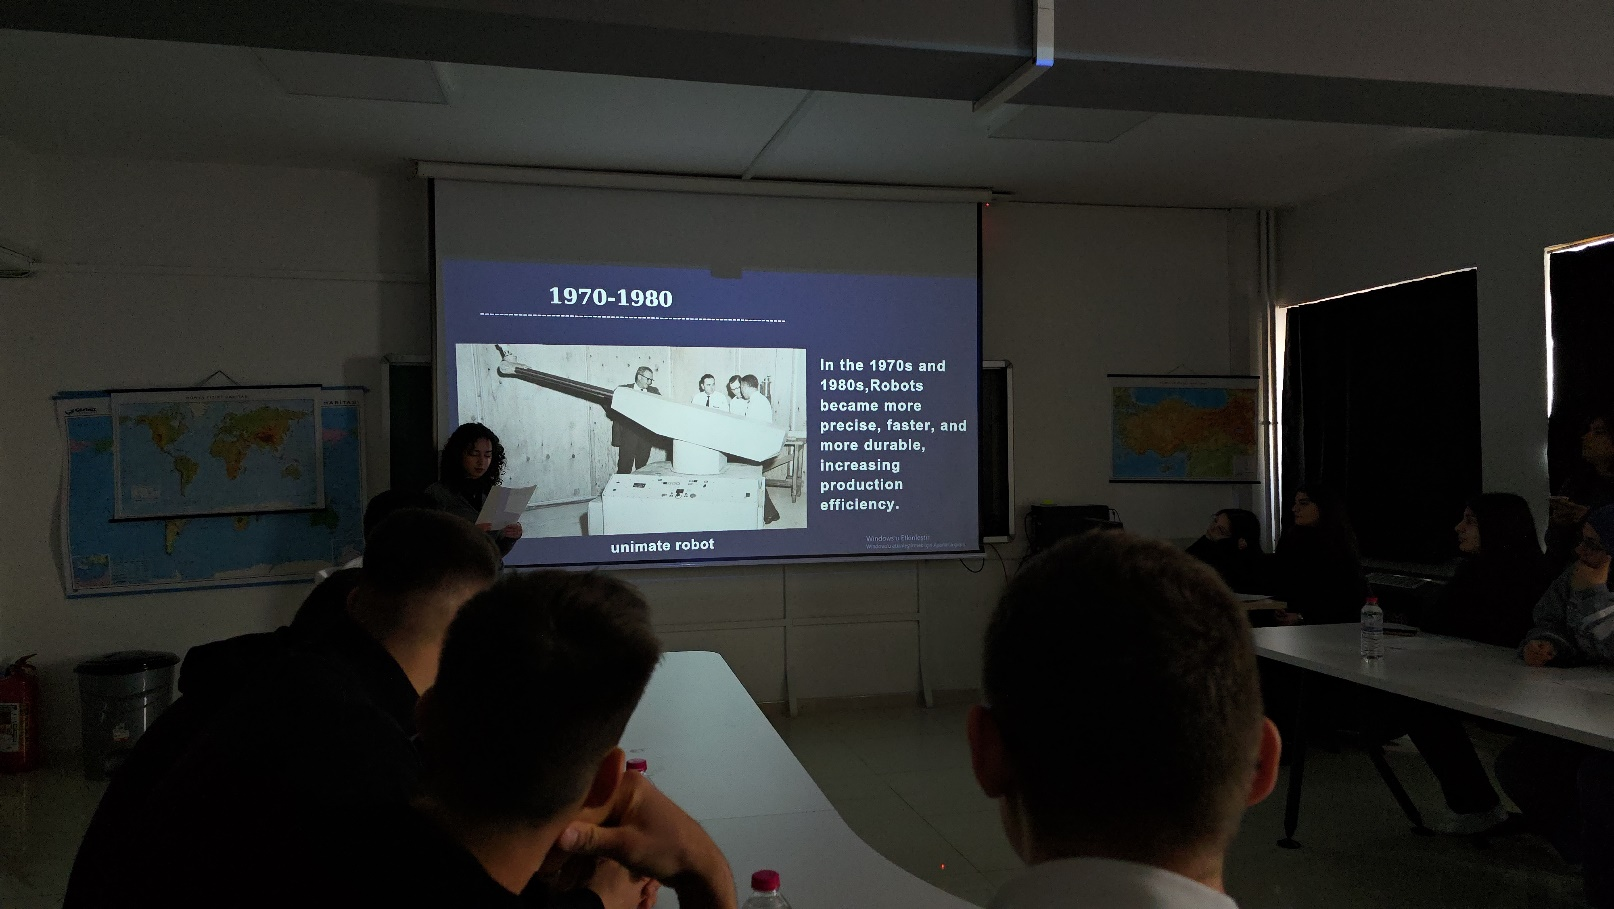 1970-1980
In the 1970s and
1980s,Robots
became more
precise, faster, and
more durable,
increasing
production
efficiency.
unimate robot
Windows'u Etkinleştir